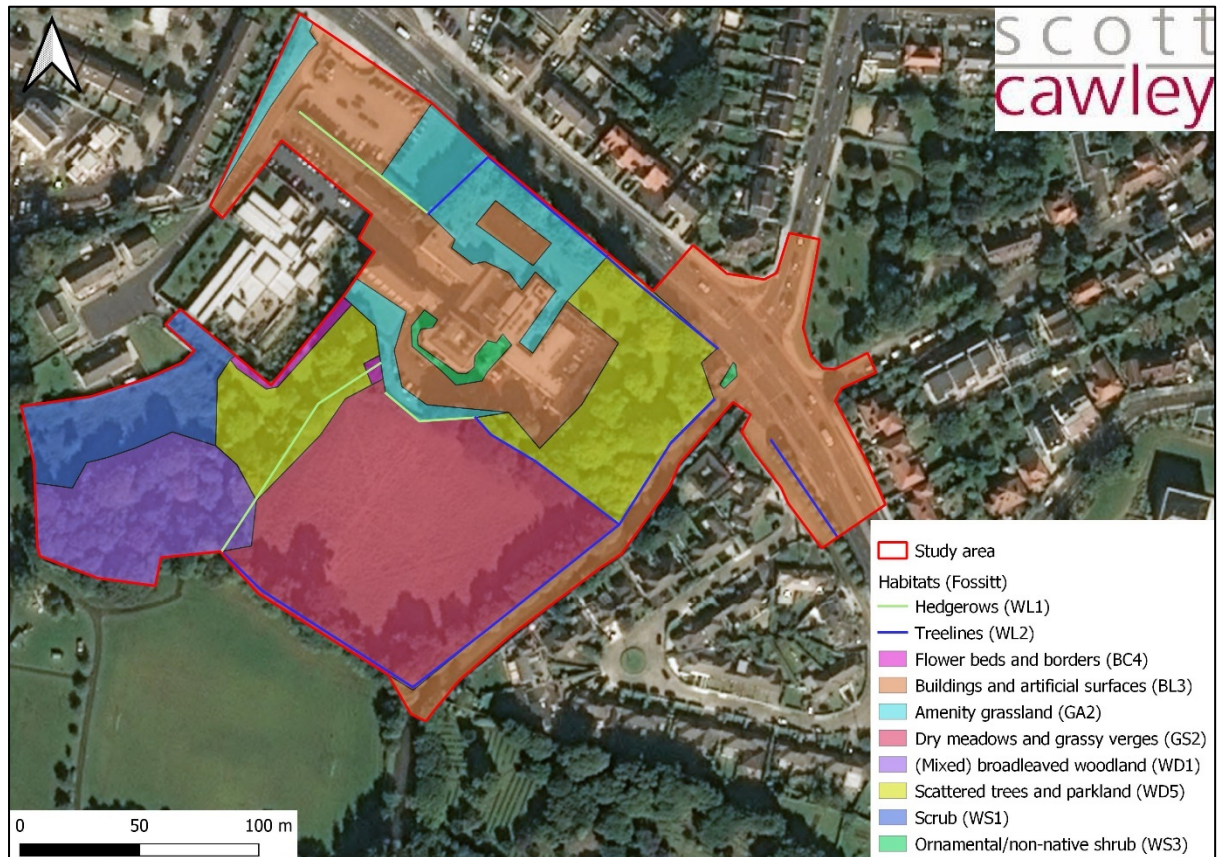 scott
cawley
Study area
Habitats (Fossitt)
Hedgerows (WL1)
Treelines (WL2)
Flower beds and borders (BC4)
Buildings and artificial surfaces (BL3)
Amenity grassland (GA2)
Dry meadows and grassy verges (GS2)
(Mixed) broadleaved woodland (WD1)
Scattered trees and parkland (WD5)
Scrub (WS1)
Ornamental/non-native shrub (WS3)
0 50 100 m